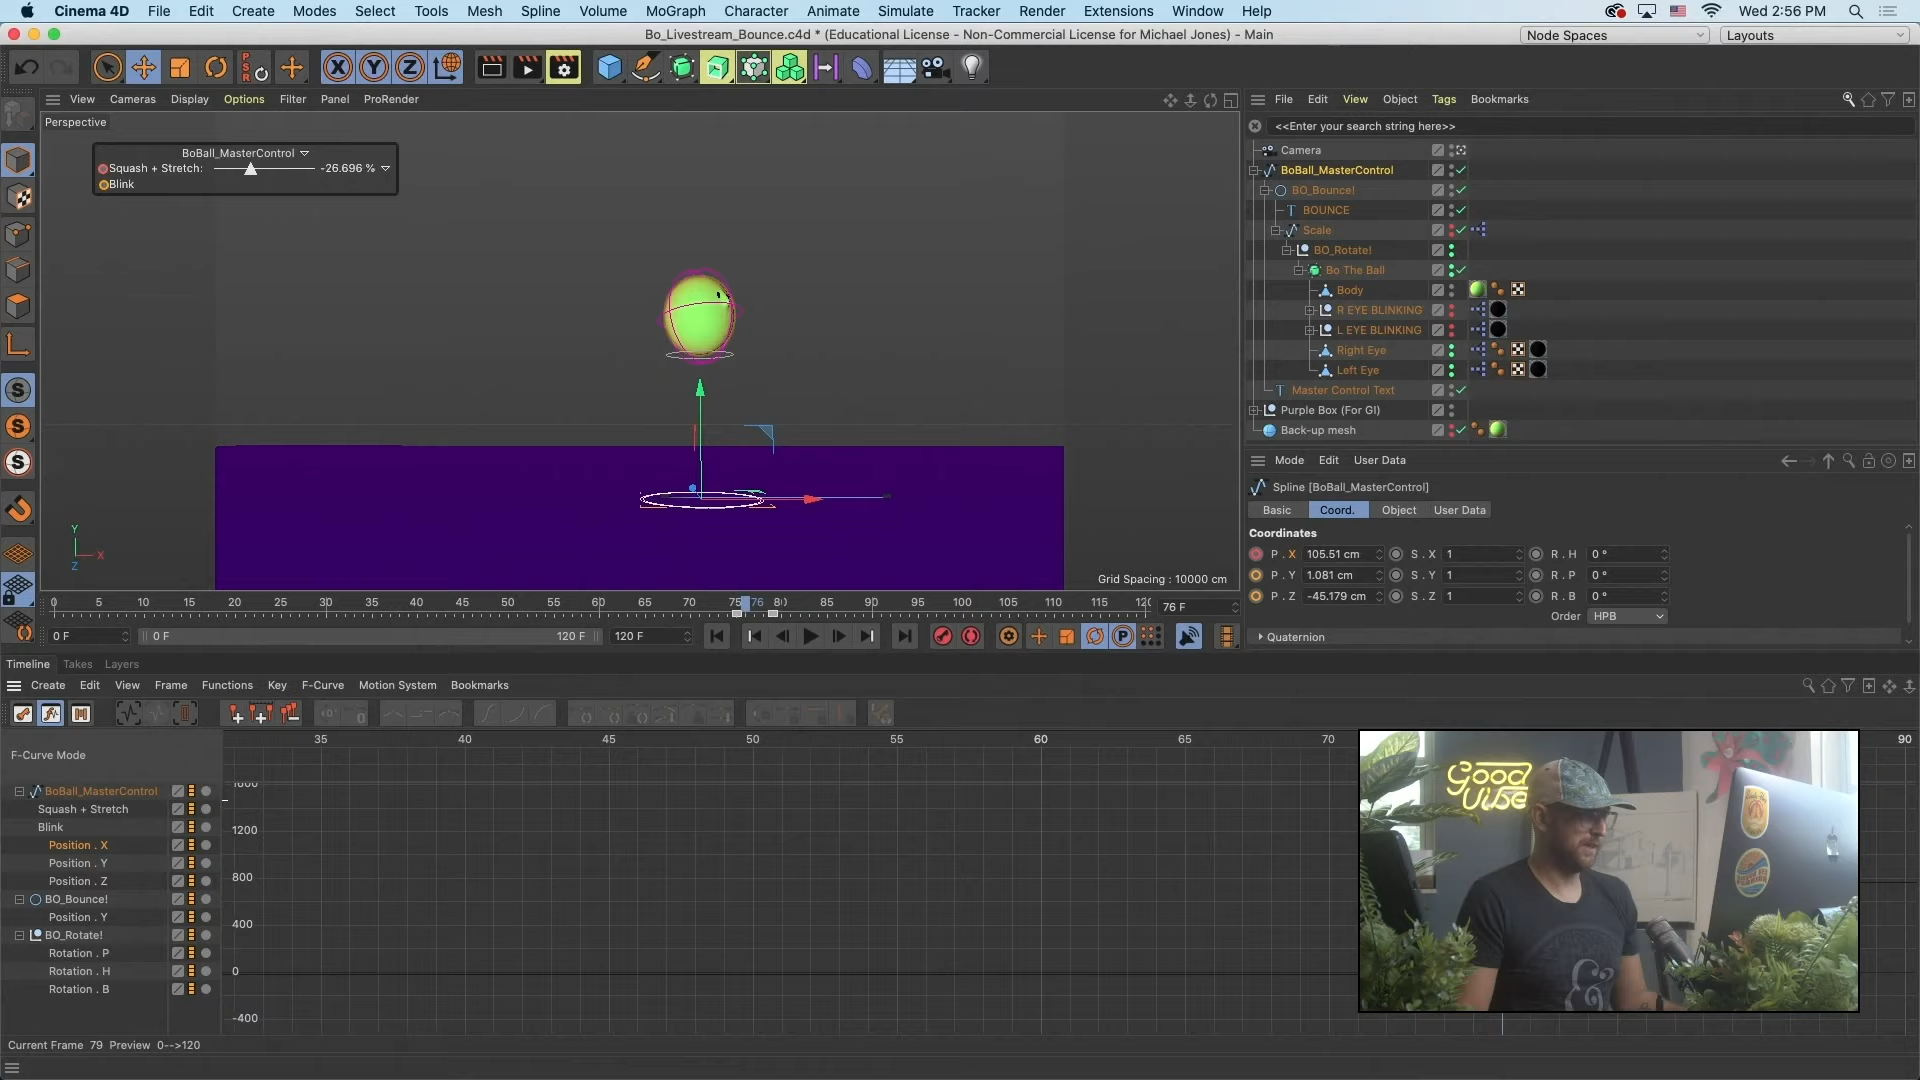 Cinema 4D File Edit Create Modes Select Tools Mesh Spline Volume MoGraph Character Animate Simulate Tracker Render Extensions Window Help Wed 2:56 PM
Bo_Livestream_Bounce.c4d * (Educational License - Non-Commercial License for Michael Jones) - Main
Node Spaces
Layouts
PSR X Y Z
View Cameras Display Options Filter Panel ProRender
Perspective
BoBall_MasterControl
Squash + Stretch: -26.696 %
Blink
Y
X
Z
Grid Spacing : 10000 cm
0 5 10 15 20 25 30 35 40 45 50 55 60 65 70 75 76 80 85 90 95 100 105 110 115 120
76 F
0 F
0 F 120 F
120 F
File Edit View Object Tags Bookmarks
<<Enter your search string here>>
Camera
BoBall_MasterControl
BO_Bounce!
BOUNCE
Scale
BO_Rotate!
Bo The Ball
Body
R EYE BLINKING
L EYE BLINKING
Right Eye
Left Eye
Master Control Text
Purple Box (For GI)
Back-up mesh
Mode Edit User Data
Spline [BoBall_MasterControl]
Basic Coord. Object User Data
Coordinates
P . X 105.51 cm S . X 1 R . H 0 °
P . Y 1.081 cm S . Y 1 R . P 0 °
P . Z -45.179 cm S . Z 1 R . B 0 °
Order HPB
Quaternion
Timeline Takes Layers
Create Edit View Frame Functions Key F-Curve Motion System Bookmarks
35 40 45 50 55 60 65 70 90
F-Curve Mode
BoBall_MasterControl
Squash + Stretch
Blink
Position . X
Position . Y
Position . Z
BO_Bounce!
Position . Y
BO_Rotate!
Rotation . P
Rotation . H
Rotation . B
1600
1200
800
400
0
-400
Good
Vibe
&
Current Frame 79 Preview 0-->120